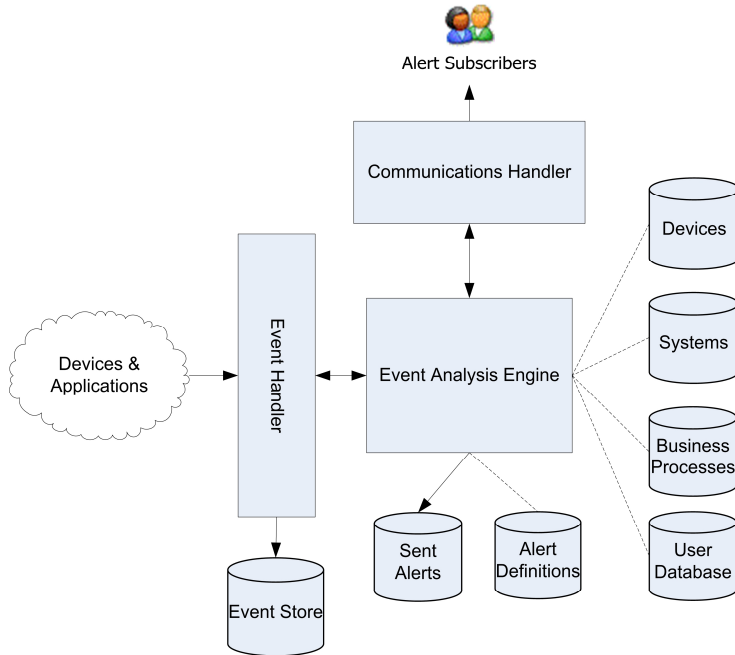 Alert Subscribers
Communications Handler
Devices
Systems
Business
Processes
User
Database
Devices &
Applications
Event Handler
Event Analysis Engine
Sent
Alerts
Alert
Definitions
Event Store